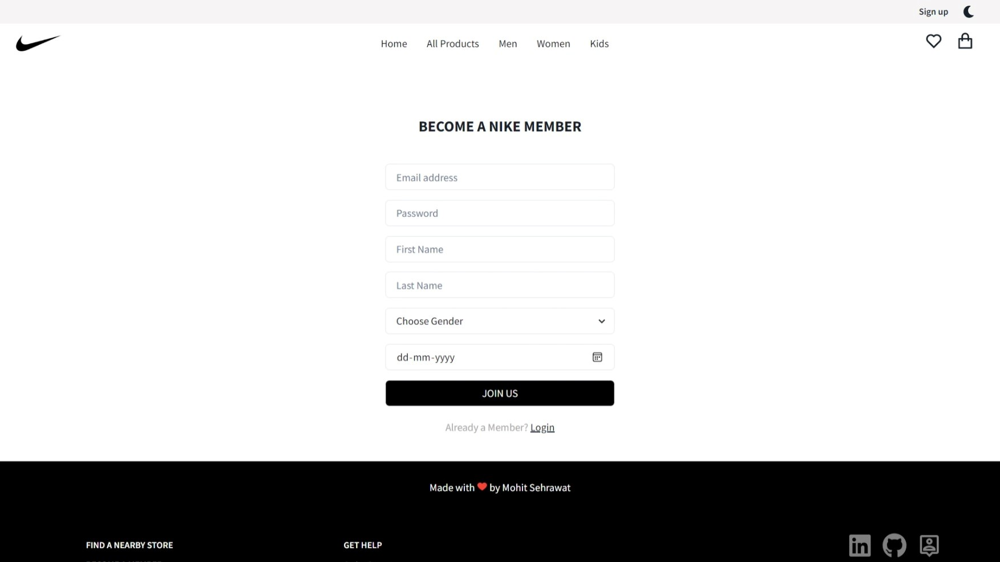 Sign up
Home All Products Men Women Kids
BECOME A NIKE MEMBER
Email address
Password
First Name
Last Name
Choose Gender
dd-mm-yyyy
JOIN US
Already a Member? Login
Made with ❤ by Mohit Sehrawat
FIND A NEARBY STORE GET HELP